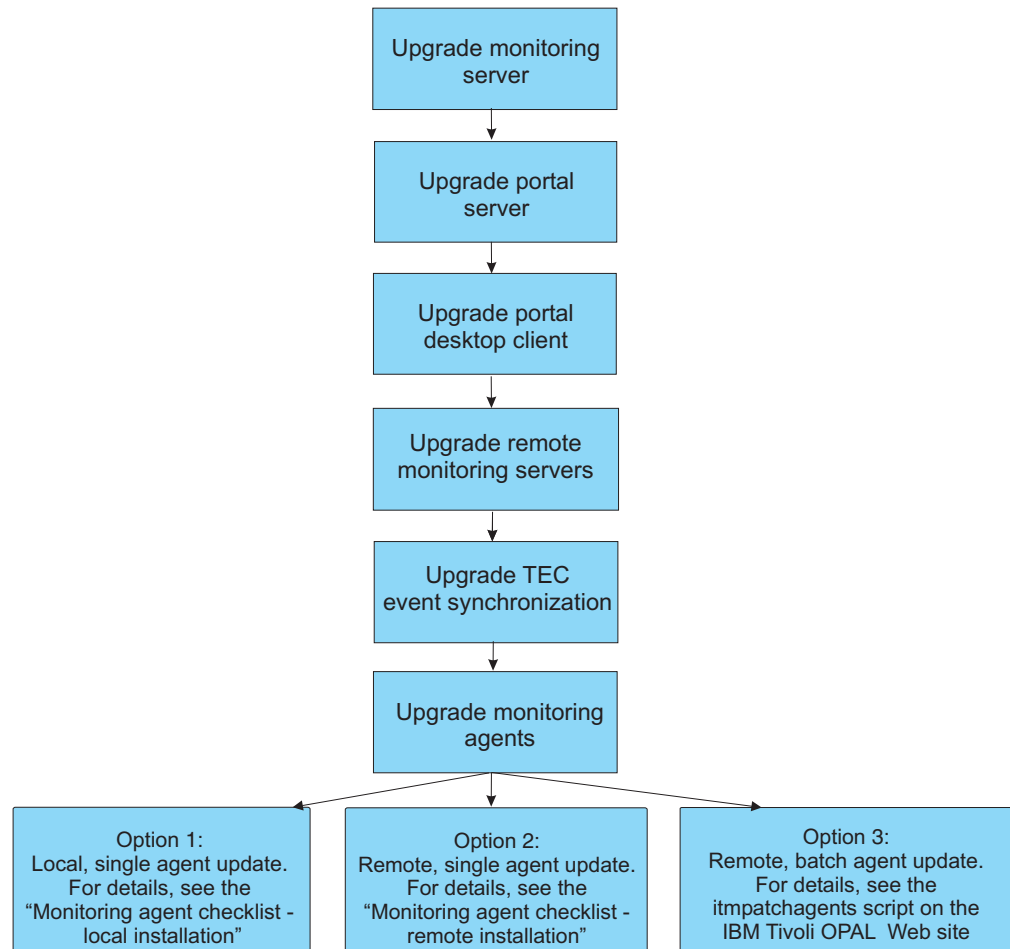 Upgrade monitoring
server
Upgrade portal
server
Upgrade portal
desktop client
Upgrade remote
monitoring servers
Upgrade TEC
event synchronization
Upgrade monitoring
agents
Option 1:
Local, single agent update.
For details, see the
“Monitoring agent checklist -
local installation”
Option 2:
Remote, single agent update.
For details, see the
“Monitoring agent checklist -
remote installation”
Option 3:
Remote, batch agent update.
For details, see the
itmpatchagents script on the
IBM Tivoli OPAL Web site